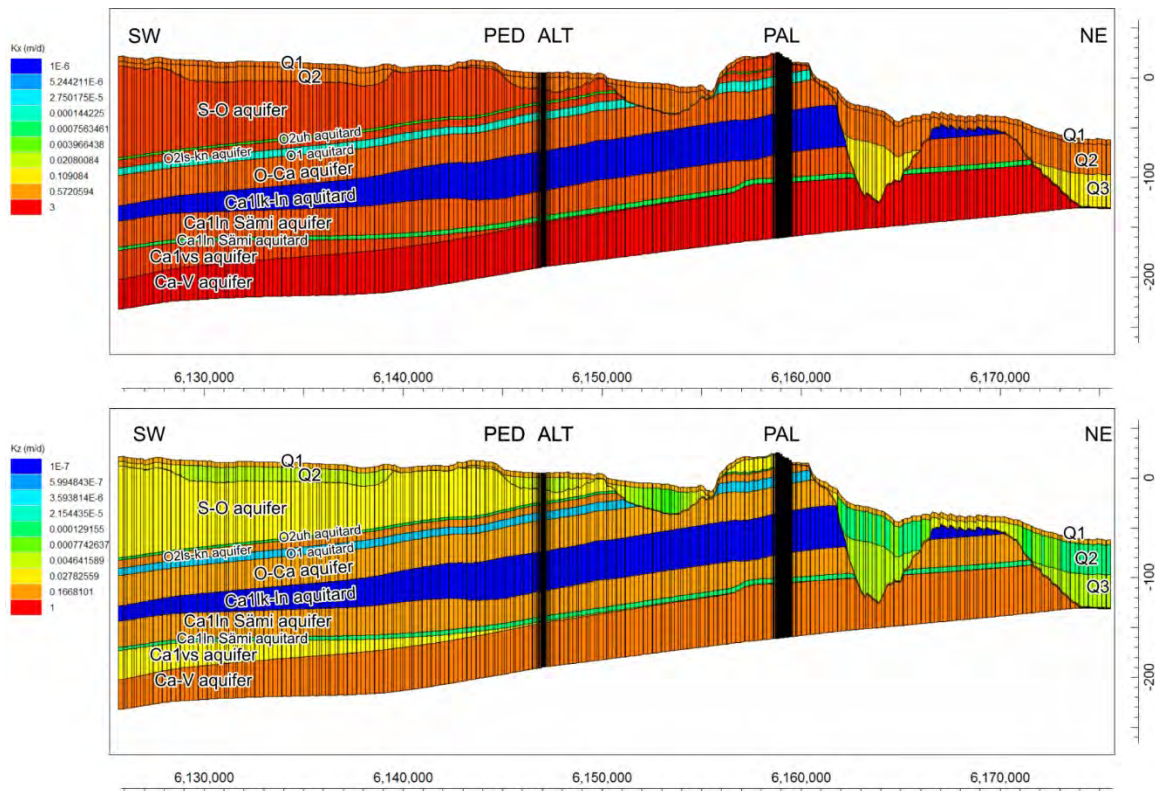 SW PED ALT PAL NE
Kx (m/d)
1E-6
5.244211E-6
2.750175E-5
0.000144225
0.0007563461
0.003966438
0.02080084
0.109084
0.5720594
3
Q1
Q2
S-O aquifer
O2uh aquitard
O2ls-kn aquifer
O1 aquitard
O-Ca aquifer
Ca1lk-ln aquitard
Ca1ln Sämi aquifer
Ca1ln Sämi aquitard
Ca1vs aquifer
Ca-V aquifer
Q1
Q2
Q3
0
-100
-200
6,130,000 6,140,000 6,150,000 6,160,000 6,170,000
SW PED ALT PAL NE
Kz (m/d)
1E-7
5.994843E-7
3.593814E-6
2.154435E-5
0.000129155
0.0007742637
0.004641589
0.02782559
0.1668101
1
Q1
Q2
S-O aquifer
O2uh aquitard
O2ls-kn aquifer
O1 aquitard
O-Ca aquifer
Ca1lk-ln aquitard
Ca1ln Sämi aquifer
Ca1ln Sämi aquitard
Ca1vs aquifer
Ca-V aquifer
Q1
Q2
Q3
0
-100
-200
6,130,000 6,140,000 6,150,000 6,160,000 6,170,000